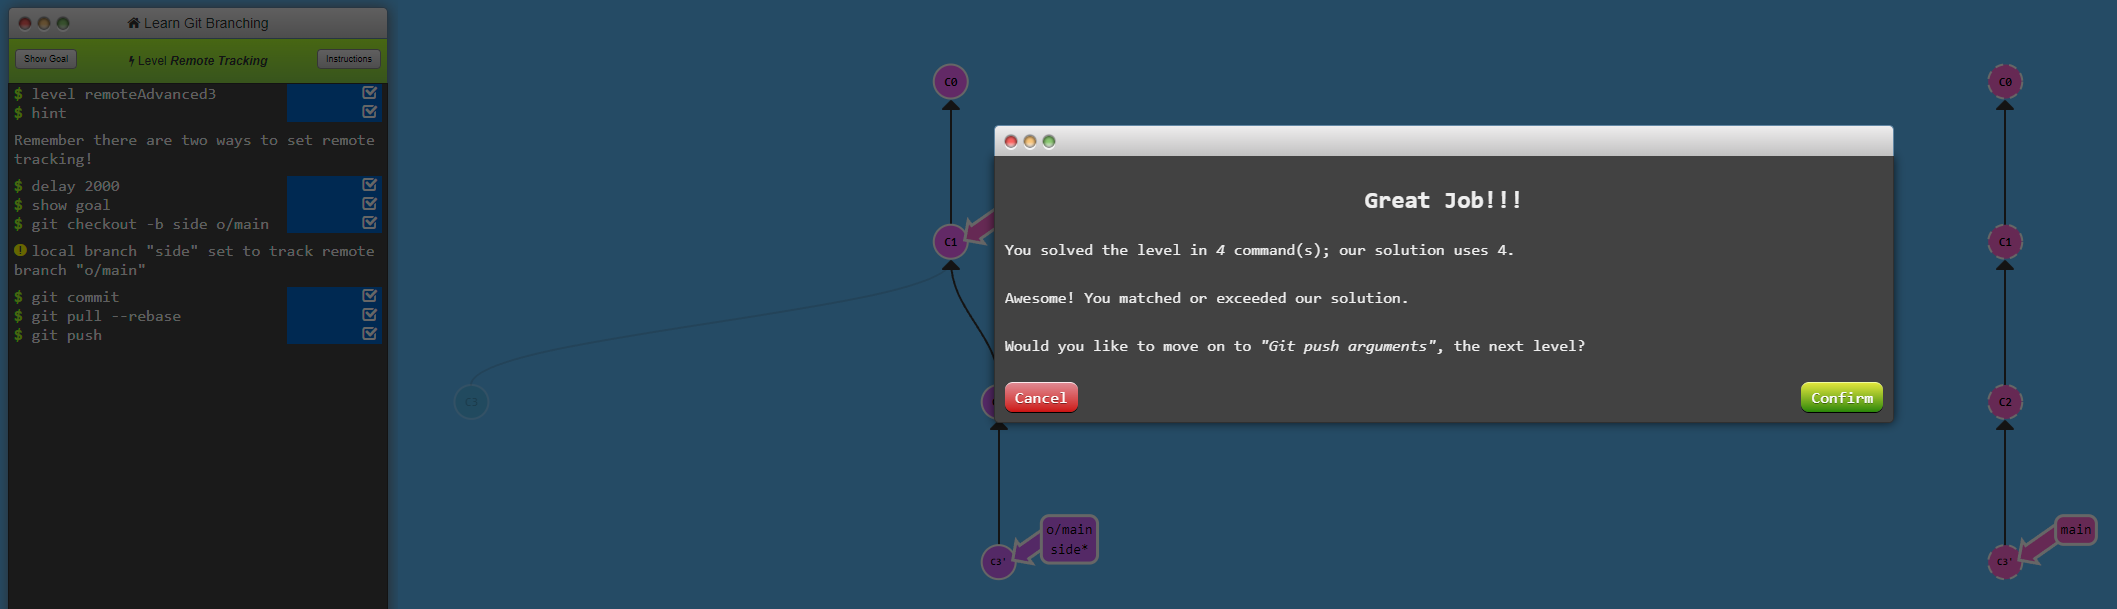 Learn Git Branching
Show Goal
Level Remote Tracking
Instructions
$ level remoteAdvanced3
$ hint
Remember there are two ways to set remote
tracking!
$ delay 2000
$ show goal
$ git checkout -b side o/main
local branch "side" set to track remote
branch "o/main"
$ git commit
$ git pull --rebase
$ git push
C0
C1
C3
C3'
o/main
side*
Great Job!!!
You solved the level in 4 command(s); our solution uses 4.
Awesome! You matched or exceeded our solution.
Would you like to move on to "Git push arguments", the next level?
Cancel
Confirm
C0
C1
C2
C3'
main